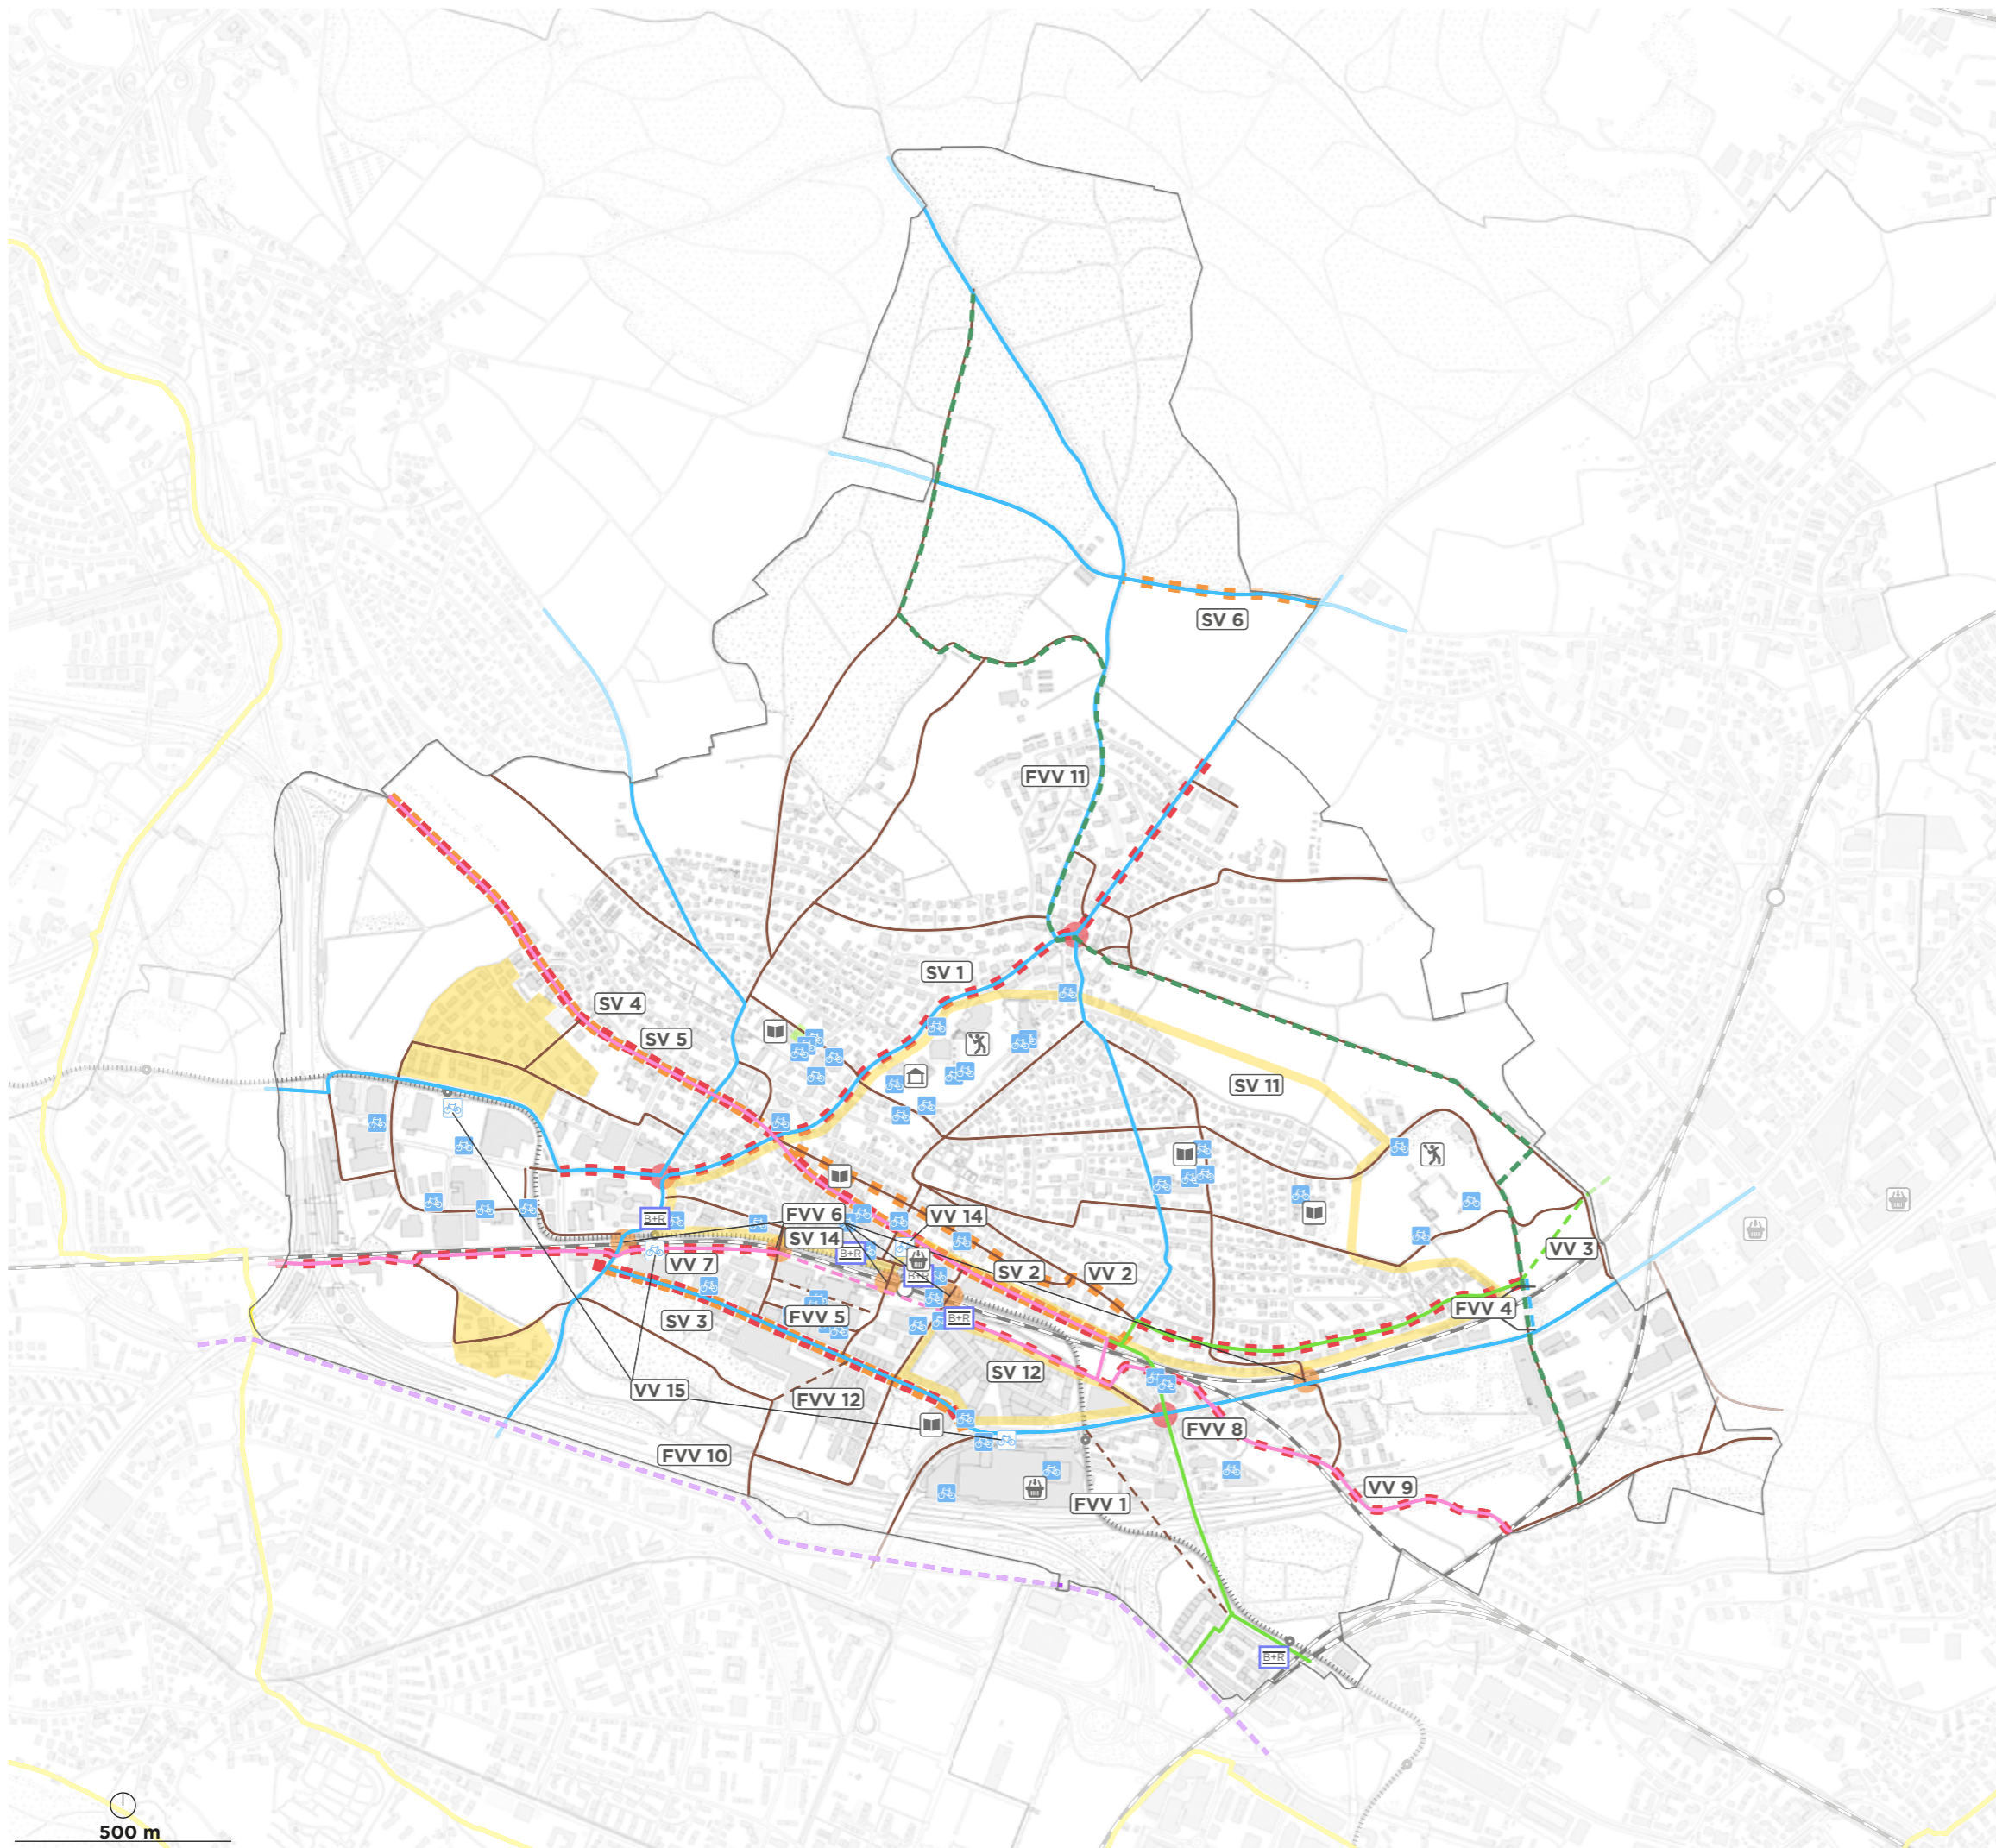 SV 6
FVV 11
SV 1
SV 4
SV 5
SV 11
B+R
FVV 6
VV 14
SV 14
B+R
VV 3
VV 7
SV 2
VV 2
B+R
FVV 4
SV 3
FVV 5
B+R
SV 12
VV 15
FVV 12
FVV 8
FVV 10
VV 9
FVV 1
B+R
500 m